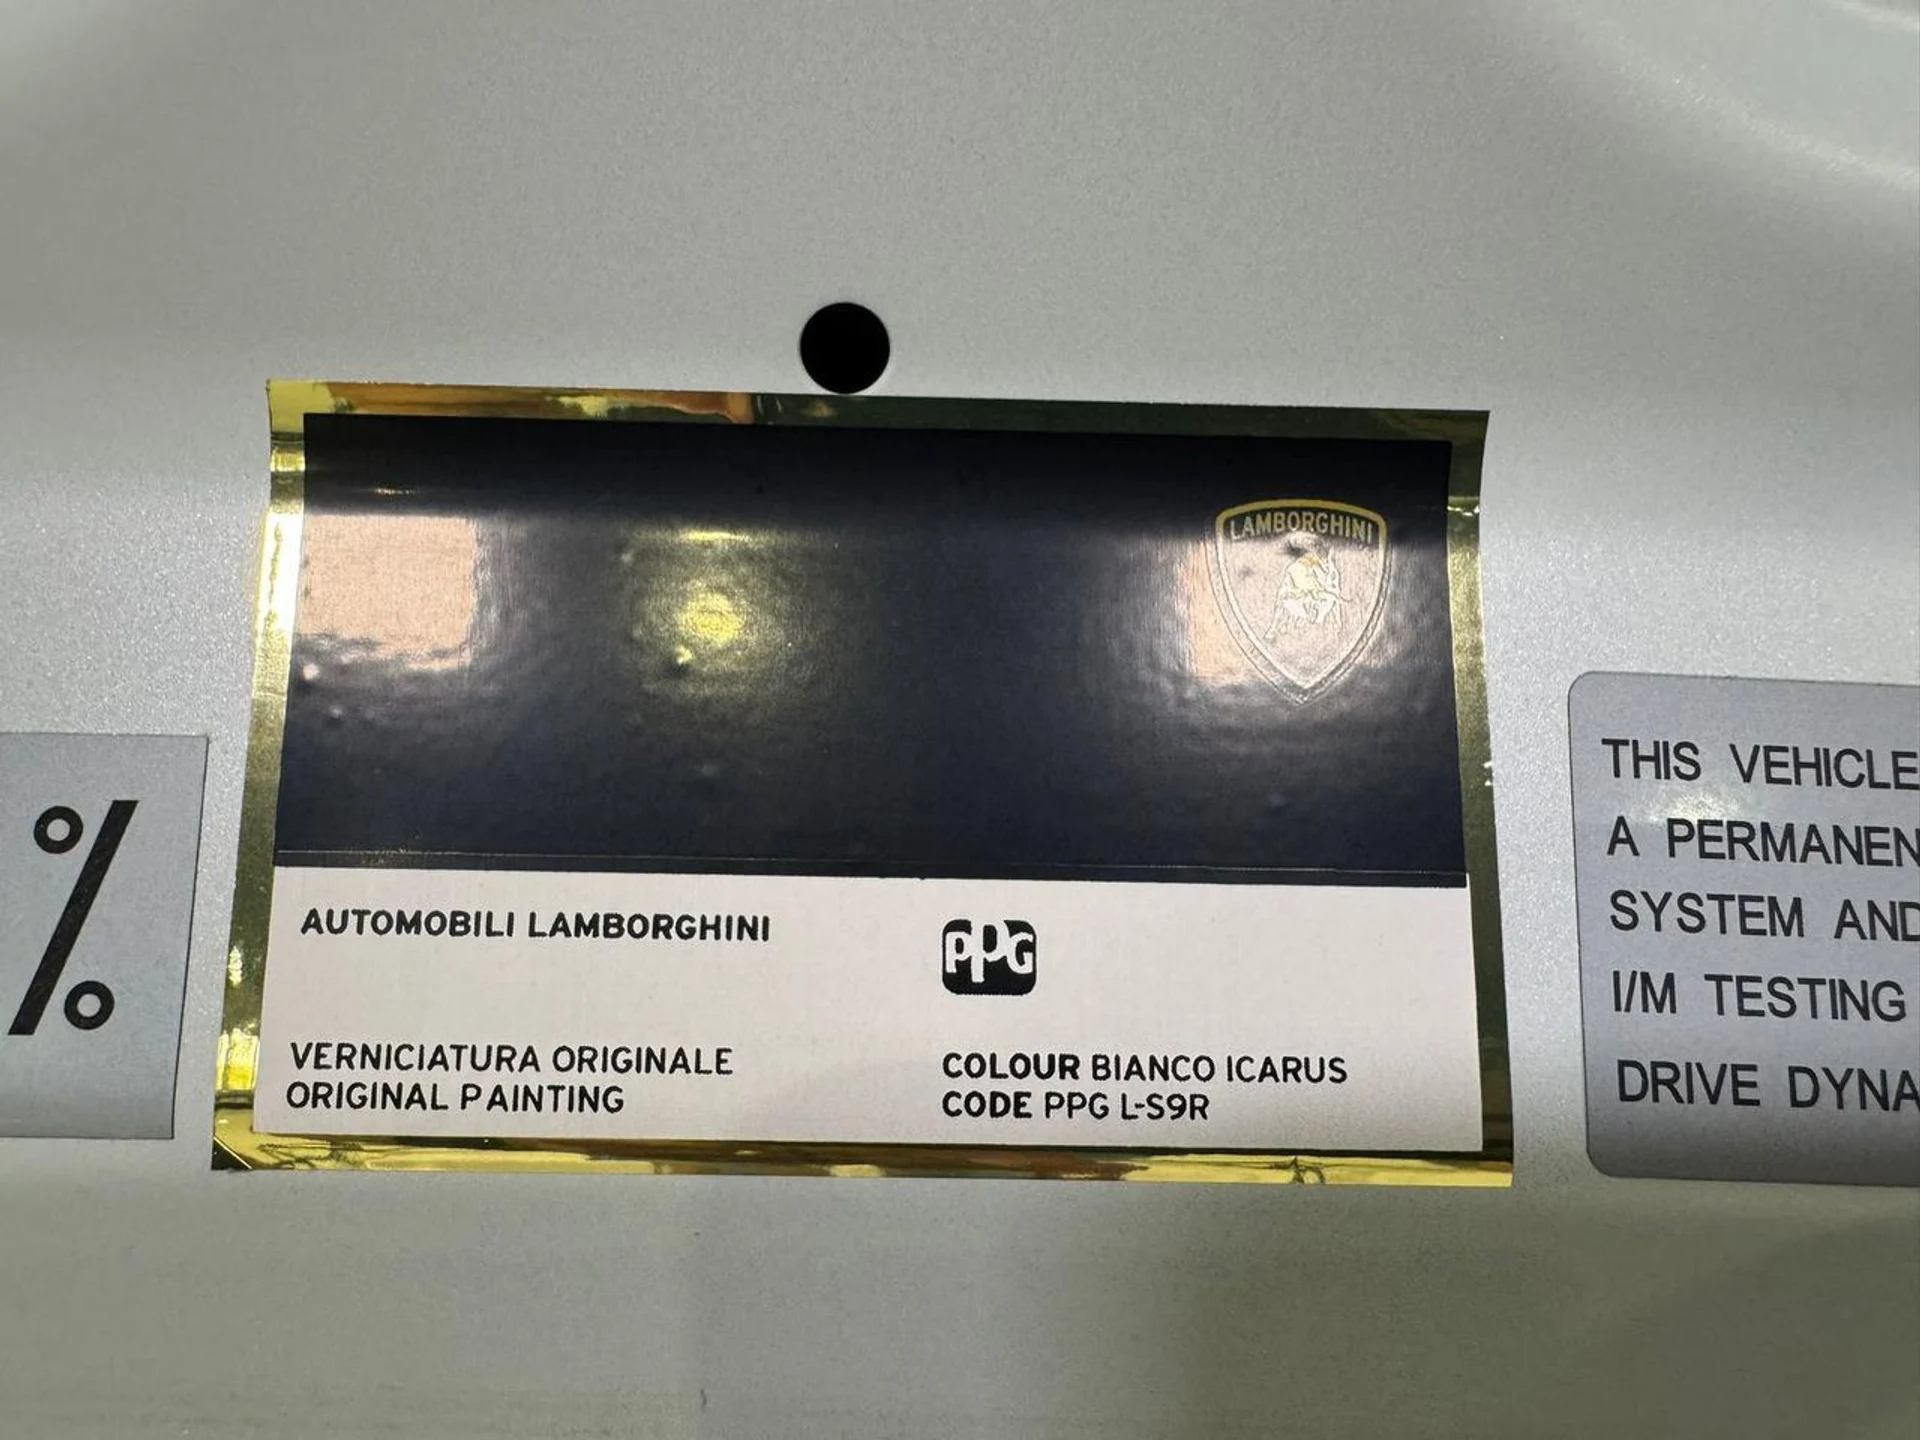 LAMBORGHINI
AUTOMOBILI LAMBORGHINI
PPG
VERNICIATURA ORIGINALE
ORIGINAL PAINTING
COLOUR BIANCO ICARUS
CODE PPG L-S9R
%
THIS VEHICLE
A PERMANEN
SYSTEM AND
I/M TESTING
DRIVE DYNA